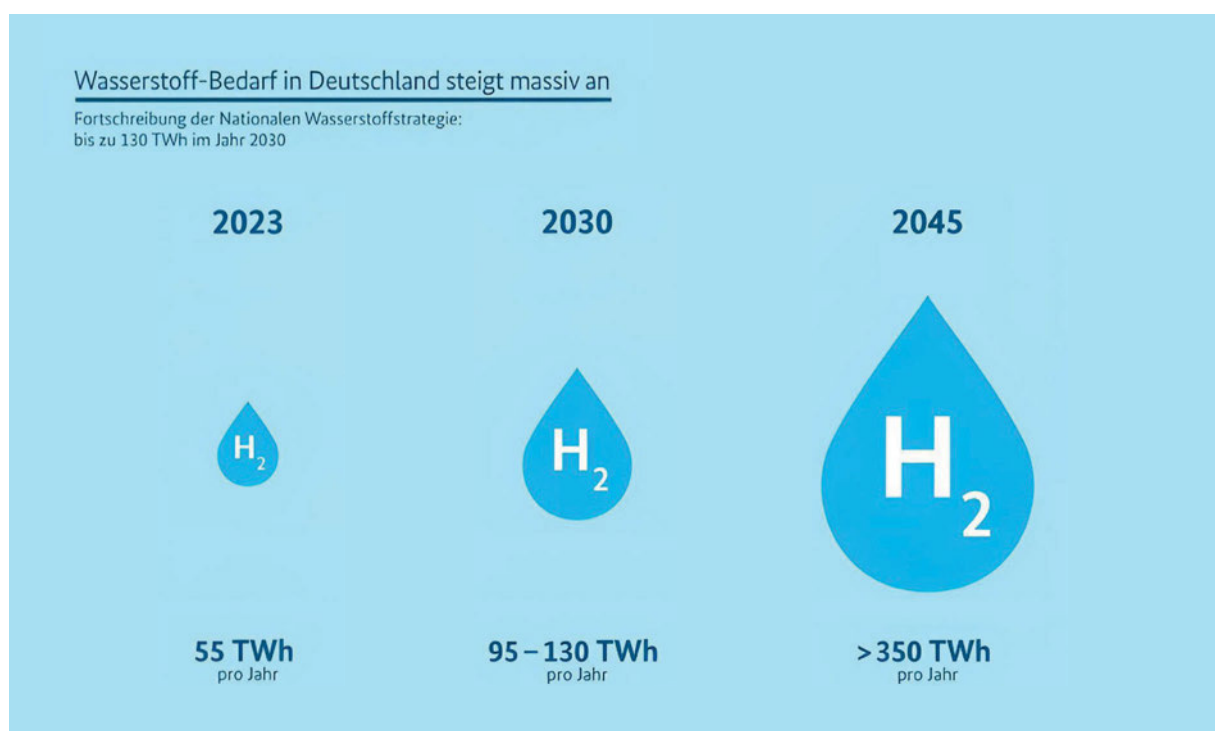 Wasserstoff-Bedarf in Deutschland steigt massiv an
Fortschreibung der Nationalen Wasserstoffstrategie:
bis zu 130 TWh im Jahr 2030
2023
2030
2045
H₂
H₂
H₂
55 TWh
pro Jahr
95 – 130 TWh
pro Jahr
> 350 TWh
pro Jahr